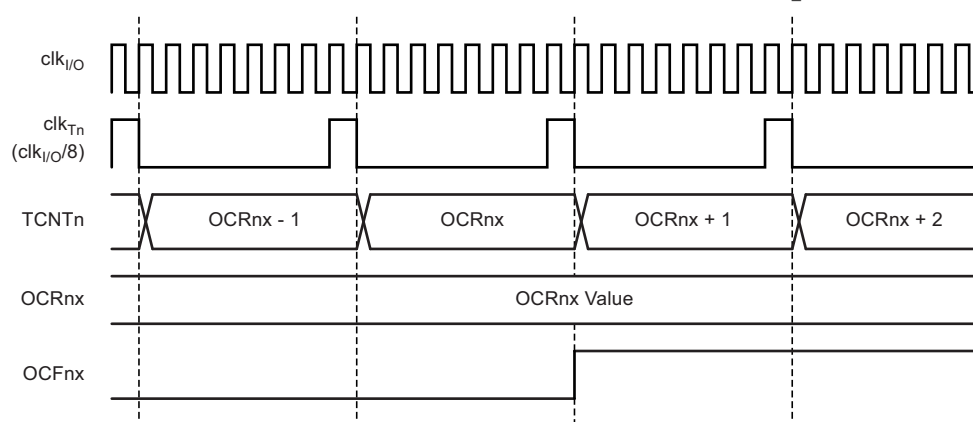 clkI/O
clkTn
(clkI/O/8)
TCNTn OCRnx - 1 OCRnx OCRnx + 1 OCRnx + 2
OCRnx OCRnx Value
OCFnx